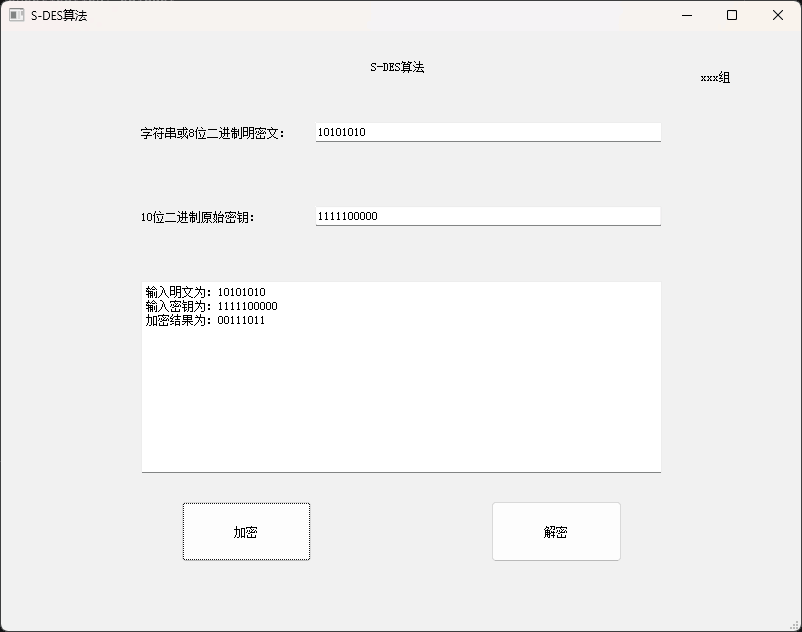 S-DES算法
S-DES算法
xxx组
字符串或8位二进制明密文：
10101010
10位二进制原始密钥：
1111100000
输入明文为：10101010
输入密钥为：1111100000
加密结果为：00111011
加密
解密